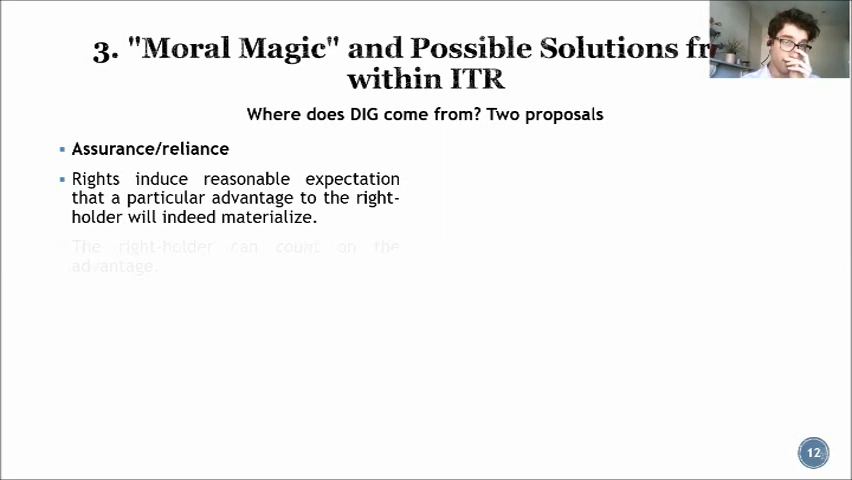 3. "Moral Magic" and Possible Solutions fr
within ITR
Where does DIG come from? Two proposals
Assurance/reliance
Rights induce reasonable expectation
that a particular advantage to the right-
holder will indeed materialize.
The right-holder can count on the
advantage.
12